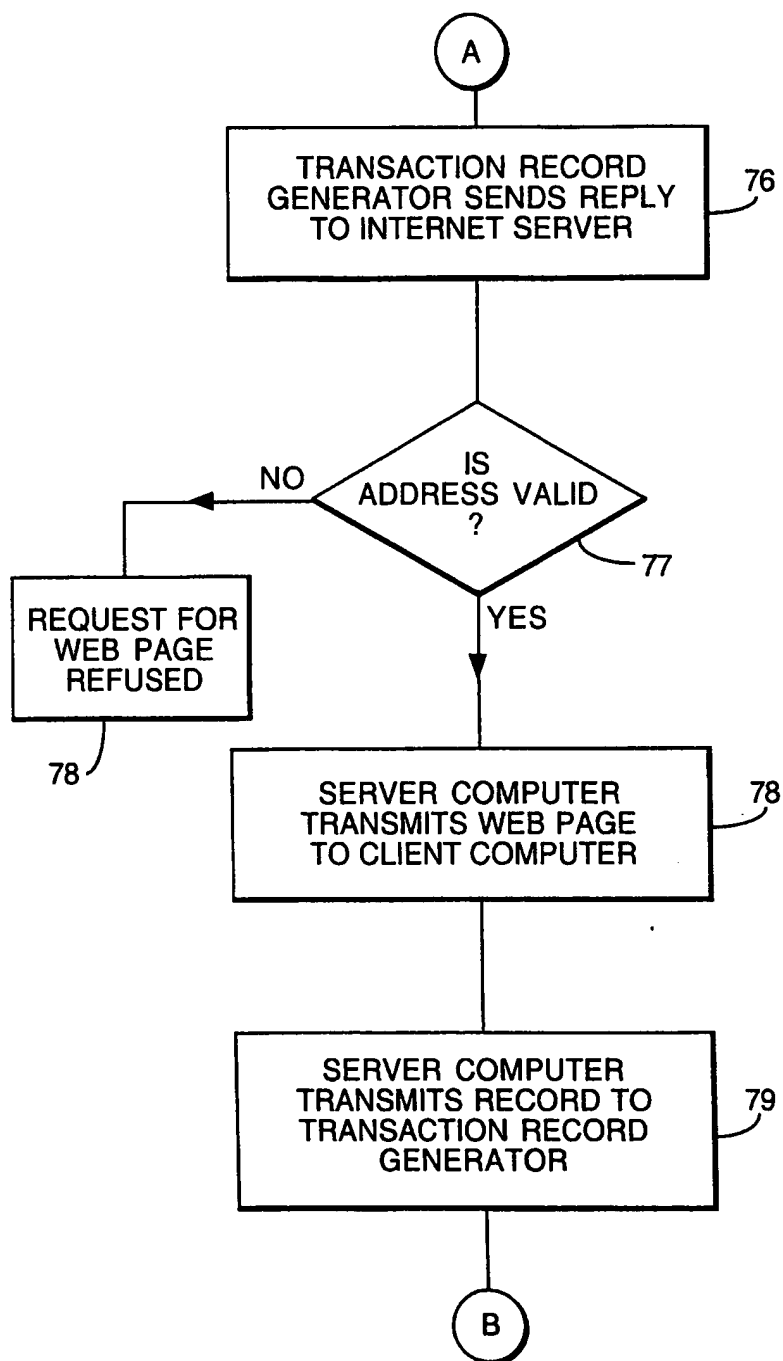 A
TRANSACTION RECORD
GENERATOR SENDS REPLY
TO INTERNET SERVER
76
IS
ADDRESS VALID
?
77
NO
YES
REQUEST FOR
WEB PAGE
REFUSED
78
SERVER COMPUTER
TRANSMITS WEB PAGE
TO CLIENT COMPUTER
78
SERVER COMPUTER
TRANSMITS RECORD TO
TRANSACTION RECORD
GENERATOR
79
B